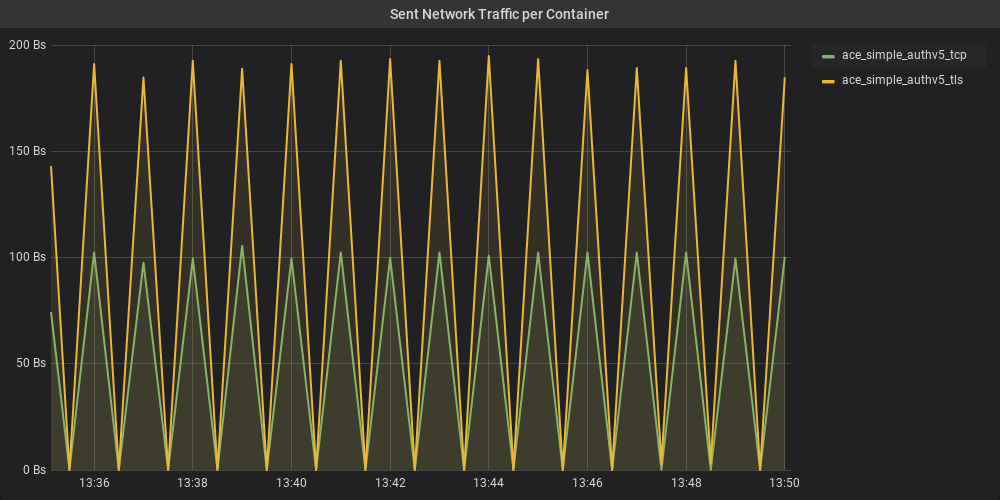 Sent Network Traffic per Container
200 Bs
150 Bs
100 Bs
50 Bs
0 Bs
13:36 13:38 13:40 13:42 13:44 13:46 13:48 13:50
ace_simple_authv5_tcp
ace_simple_authv5_tls